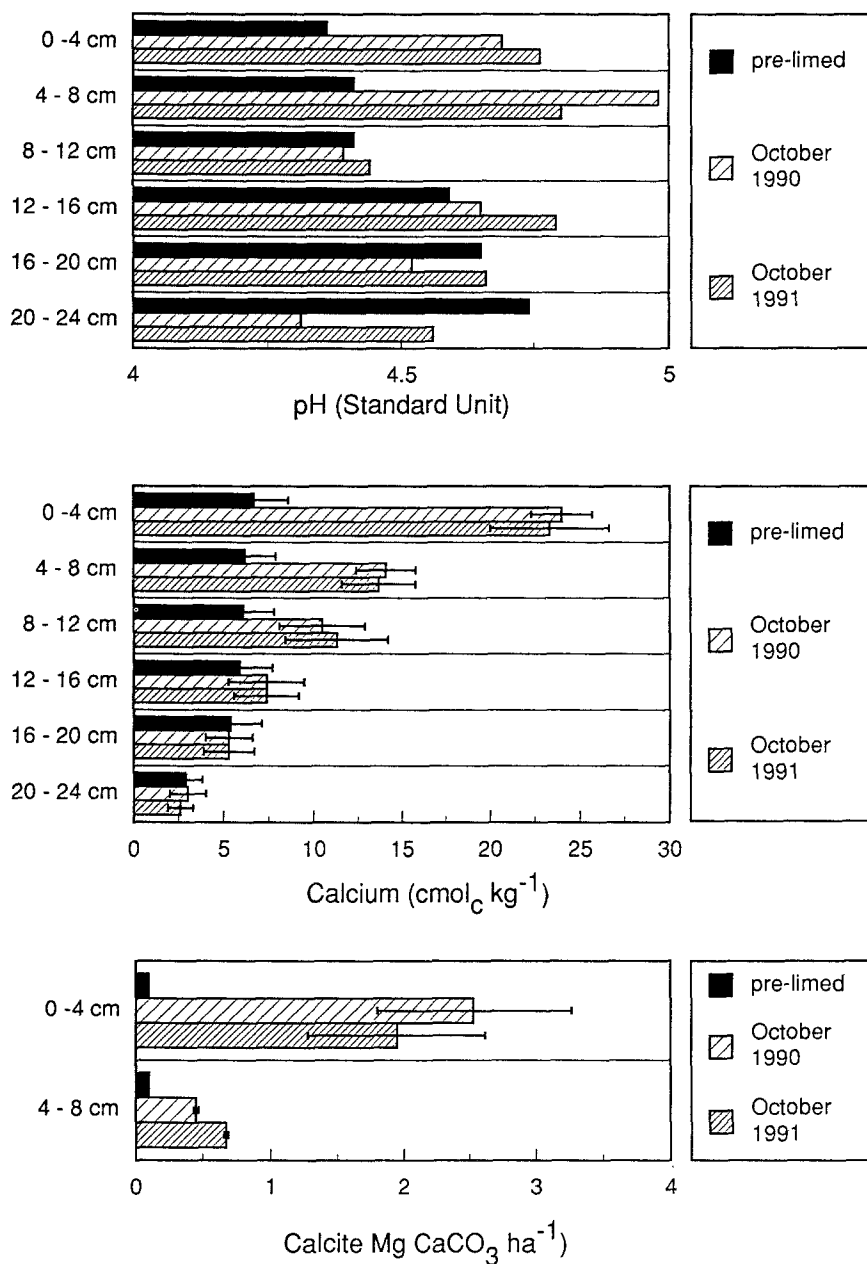 0 -4 cm
4 - 8 cm
8 - 12 cm
12 - 16 cm
16 - 20 cm
20 - 24 cm
4
4.5
5
pH (Standard Unit)
pre-limed
October
1990
October
1991
0 -4 cm
4 - 8 cm
8 - 12 cm
12 - 16 cm
16 - 20 cm
20 - 24 cm
0
5
10
15
20
25
30
Calcium (cmol_c kg^-1)
pre-limed
October
1990
October
1991
0 -4 cm
4 - 8 cm
0
1
2
3
4
Calcite Mg CaCO_3 ha^-1)
pre-limed
October
1990
October
1991